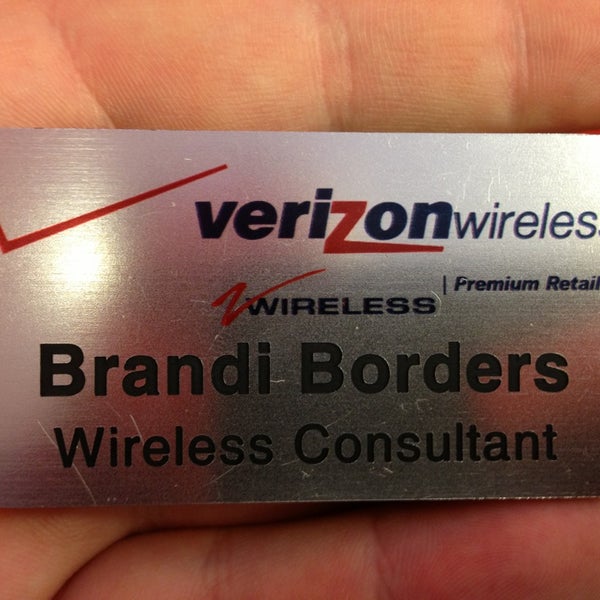 verizonwireless
Premium Retail
Z WIRELESS
Brandi Borders
Wireless Consultant